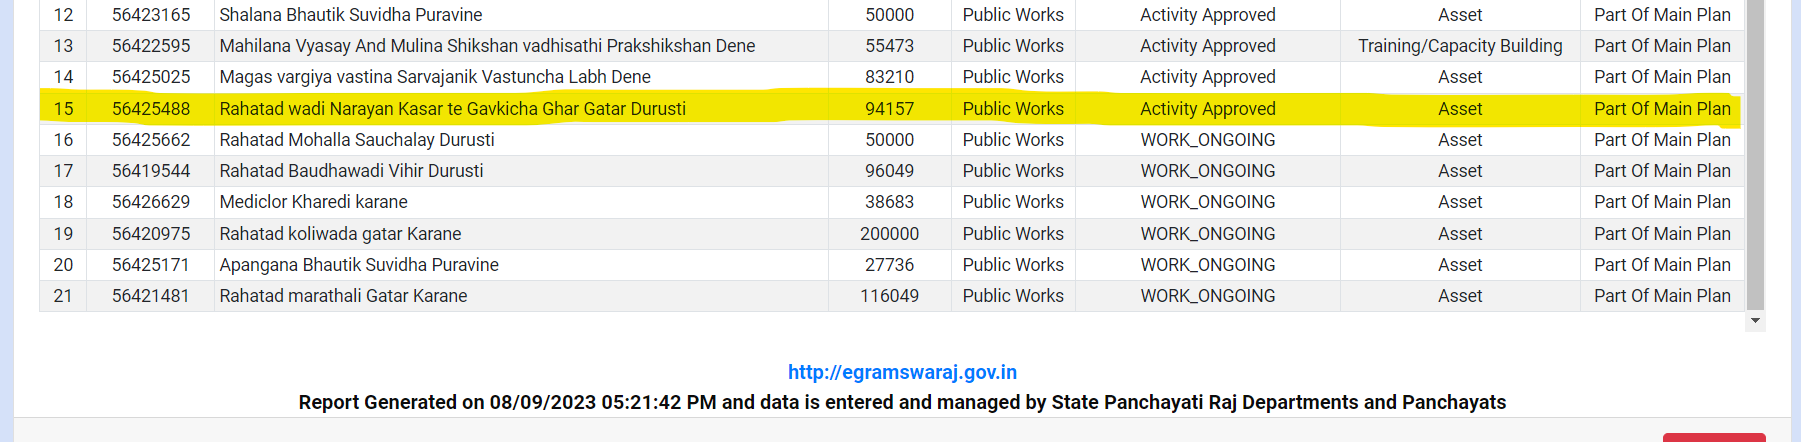 12 56423165 Shalana Bhautik Suvidha Puravine 50000 Public Works Activity Approved Asset Part Of Main Plan
13 56422595 Mahilana Vyasay And Mulina Shikshan vadhisathi Prakshikshan Dene 55473 Public Works Activity Approved Training/Capacity Building Part Of Main Plan
14 56425025 Magas vargiya vastina Sarvajanik Vastuncha Labh Dene 83210 Public Works Activity Approved Asset Part Of Main Plan
15 56425488 Rahatad wadi Narayan Kasar te Gavkicha Ghar Gatar Durusti 94157 Public Works Activity Approved Asset Part Of Main Plan
16 56425662 Rahatad Mohalla Sauchalay Durusti 50000 Public Works WORK_ONGOING Asset Part Of Main Plan
17 56419544 Rahatad Baudhawadi Vihir Durusti 96049 Public Works WORK_ONGOING Asset Part Of Main Plan
18 56426629 Mediclor Kharedi karane 38683 Public Works WORK_ONGOING Asset Part Of Main Plan
19 56420975 Rahatad koliwada gatar Karane 200000 Public Works WORK_ONGOING Asset Part Of Main Plan
20 56425171 Apangana Bhautik Suvidha Puravine 27736 Public Works WORK_ONGOING Asset Part Of Main Plan
21 56421481 Rahatad marathali Gatar Karane 116049 Public Works WORK_ONGOING Asset Part Of Main Plan
http://egramswaraj.gov.in
Report Generated on 08/09/2023 05:21:42 PM and data is entered and managed by State Panchayati Raj Departments and Panchayats